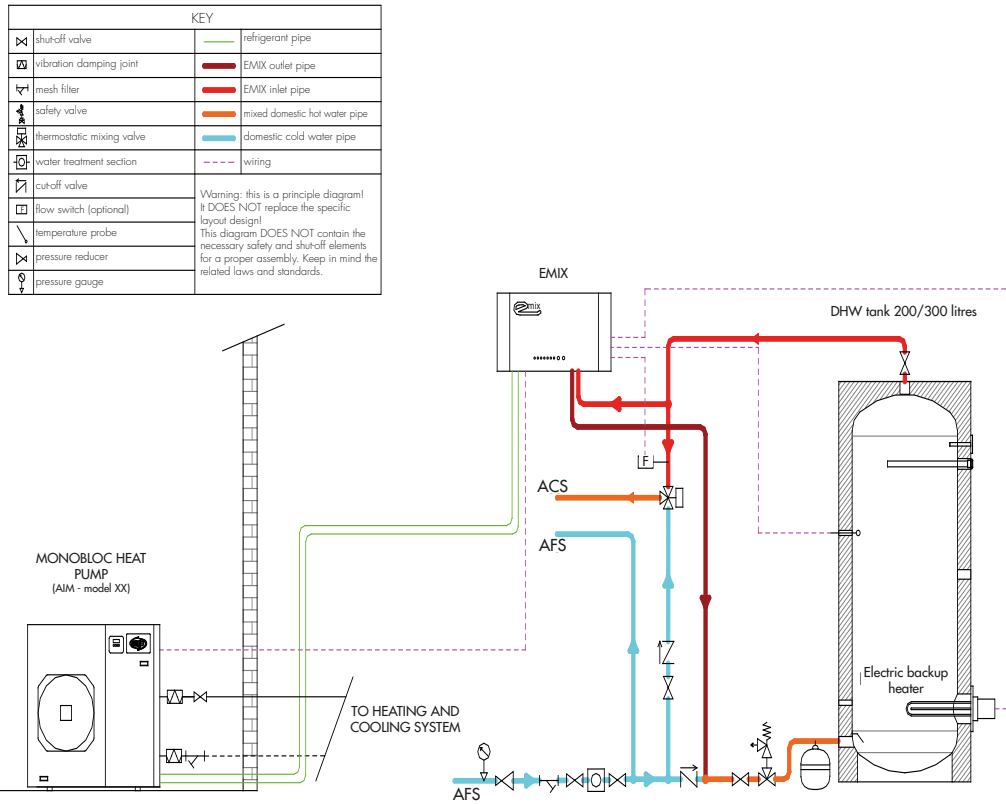 KEY
shut-off valve
refrigerant pipe
vibration damping joint
EMIX outlet pipe
mesh filter
EMIX inlet pipe
safety valve
mixed domestic hot water pipe
thermostatic mixing valve
domestic cold water pipe
water treatment section
wiring
cut-off valve
F
flow switch (optional)
temperature probe
pressure reducer
pressure gauge
Warning: this is a principle diagram!
It DOES NOT replace the specific
layout design!
This diagram DOES NOT contain the
necessary safety and shut-off elements
for a proper assembly. Keep in mind the
related laws and standards.
EMIX
mix
DHW tank 200/300 litres
F
ACS
AFS
MONOBLOC HEAT
PUMP
(AIM - model XX)
TO HEATING AND
COOLING SYSTEM
Electric backup
heater
AFS